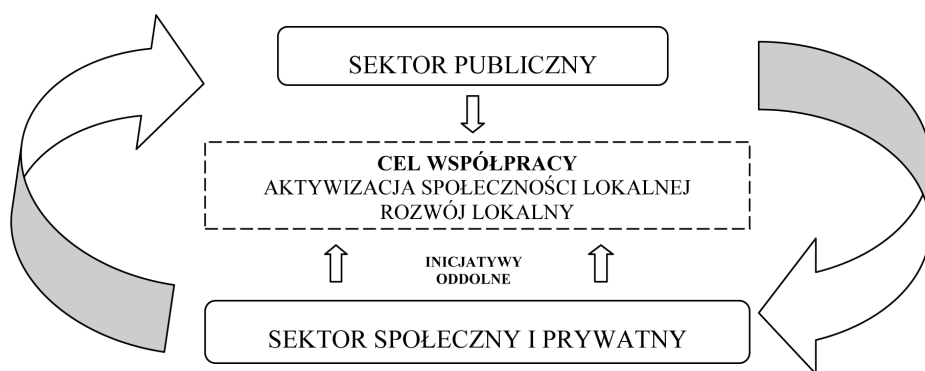 SEKTOR PUBLICZNY
CEL WSPÓŁPRACY
AKTYWIZACJA SPOŁECZNOŚCI LOKALNEJ
ROZWÓJ LOKALNY
INICJATYWY
ODDOLNE
SEKTOR SPOŁECZNY I PRYWATNY